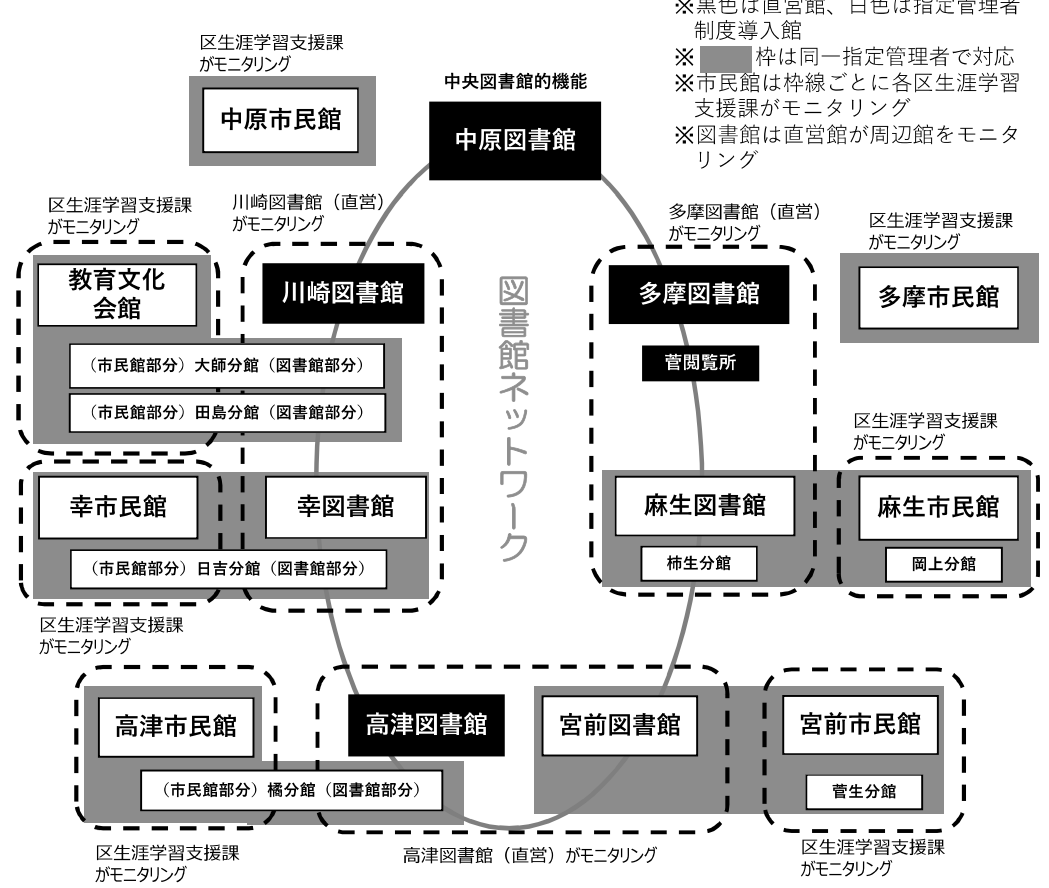 ※黒色は直営館、白色は指定管理者
制度導入館
※ 枠は同一指定管理者で対応
※市民館は枠線ごとに各区生涯学習
支援課がモニタリング
※図書館は直営館が周辺館をモニタ
リング
区生涯学習支援課
がモニタリング
中原市民館
中央図書館的機能
中原図書館
区生涯学習支援課
がモニタリング
川崎図書館（直営）
がモニタリング
多摩図書館（直営）
がモニタリング
区生涯学習支援課
がモニタリング
教育文化
会館
川崎図書館
多摩図書館
多摩市民館
図書館ネットワーク
菅閲覧所
（市民館部分）大師分館（図書館部分）
（市民館部分）田島分館（図書館部分）
区生涯学習支援課
がモニタリング
幸市民館
幸図書館
麻生図書館
麻生市民館
（市民館部分）日吉分館（図書館部分）
柿生分館
岡上分館
区生涯学習支援課
がモニタリング
高津市民館
高津図書館
宮前図書館
宮前市民館
（市民館部分）橘分館（図書館部分）
菅生分館
区生涯学習支援課
がモニタリング
高津図書館（直営）がモニタリング
区生涯学習支援課
がモニタリング